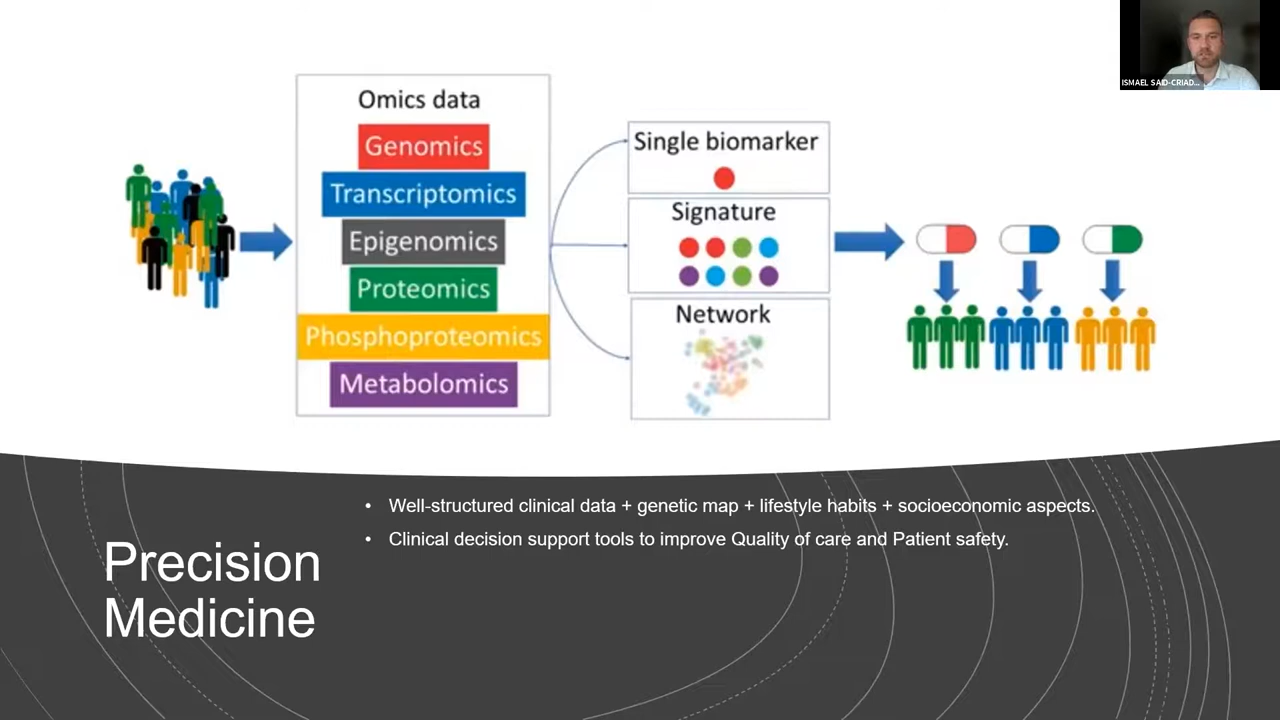 ISMAEL SAID-CRIAD...
Omics data
Genomics
Transcriptomics
Epigenomics
Proteomics
Phosphoproteomics
Metabolomics
Single biomarker
Signature
Network
Precision
Medicine
• Well-structured clinical data + genetic map + lifestyle habits + socioeconomic aspects.
• Clinical decision support tools to improve Quality of care and Patient safety.